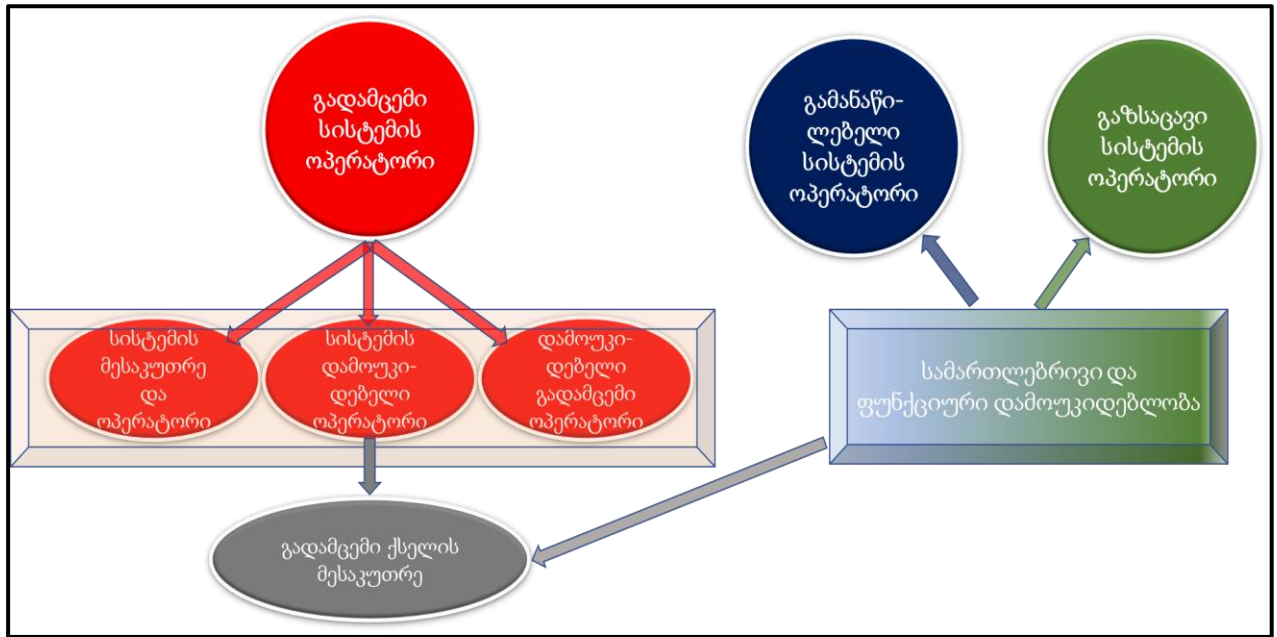 გადამცემი
სისტემის
ოპერატორი
გამანაწი-
ლებელი
სისტემის
ოპერატორი
გაზსაცავი
სისტემის
ოპერატორი
სისტემის
მესაკუთრე
და
ოპერატორი
სისტემის
დამოუკი-
დებელი
ოპერატორი
დამოუკი-
დებელი
გადამცემი
ოპერატორი
სამართლებრივი და
ფუნქციური დამოუკიდებლობა
გადამცემი ქსელის
მესაკუთრე